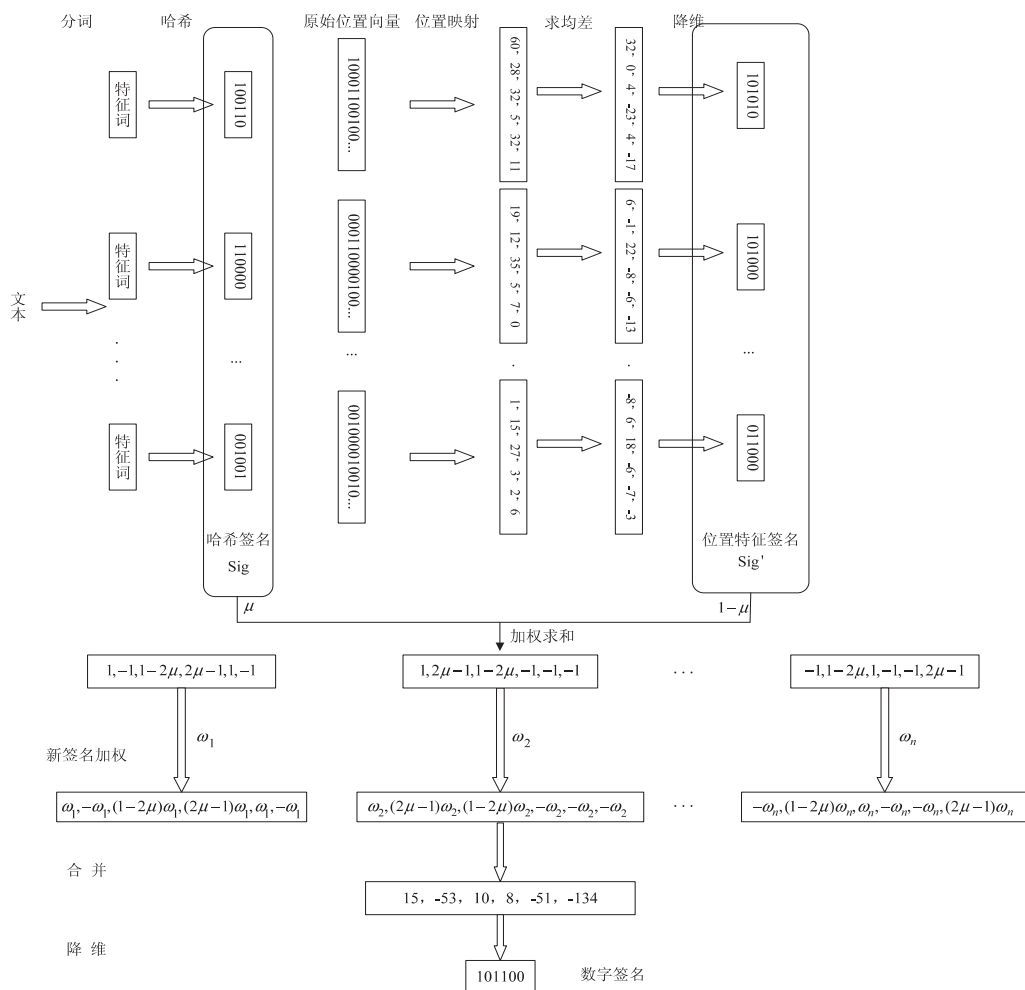 分词 哈希 原始位置向量 位置映射 求均差 降维
特征词 100110 10001100100... 60，28，32，5，32，11 32，0，4，-23，4，-17 101010
特征词 110000 000110000100... 19，12，35，5，7，0 6，-1，22，-8，-6，-13 101000
文本
. . . ... ... . . ...
特征词 001001 001000010010... 1，15，27，3，2，6 -8，6，18，-6，-7，-3 011000
哈希签名 位置特征签名
Sig Sig'
μ 1-μ
加权求和
1,-1,1-2μ,2μ-1,1,-1 1,2μ-1,1-2μ,-1,-1,-1 ... -1,1-2μ,1,-1,-1,2μ-1
ω₁ ω₂ ωₙ
新签名加权
ω₁,-ω₁,(1-2μ)ω₁,(2μ-1)ω₁,ω₁,-ω₁ ω₂,(2μ-1)ω₂,(1-2μ)ω₂,-ω₂,-ω₂,-ω₂ ... -ωₙ,(1-2μ)ωₙ,ωₙ,-ωₙ,-ωₙ,(2μ-1)ωₙ
合 并
15，-53，10，8，-51，-134
降 维
101100 数字签名